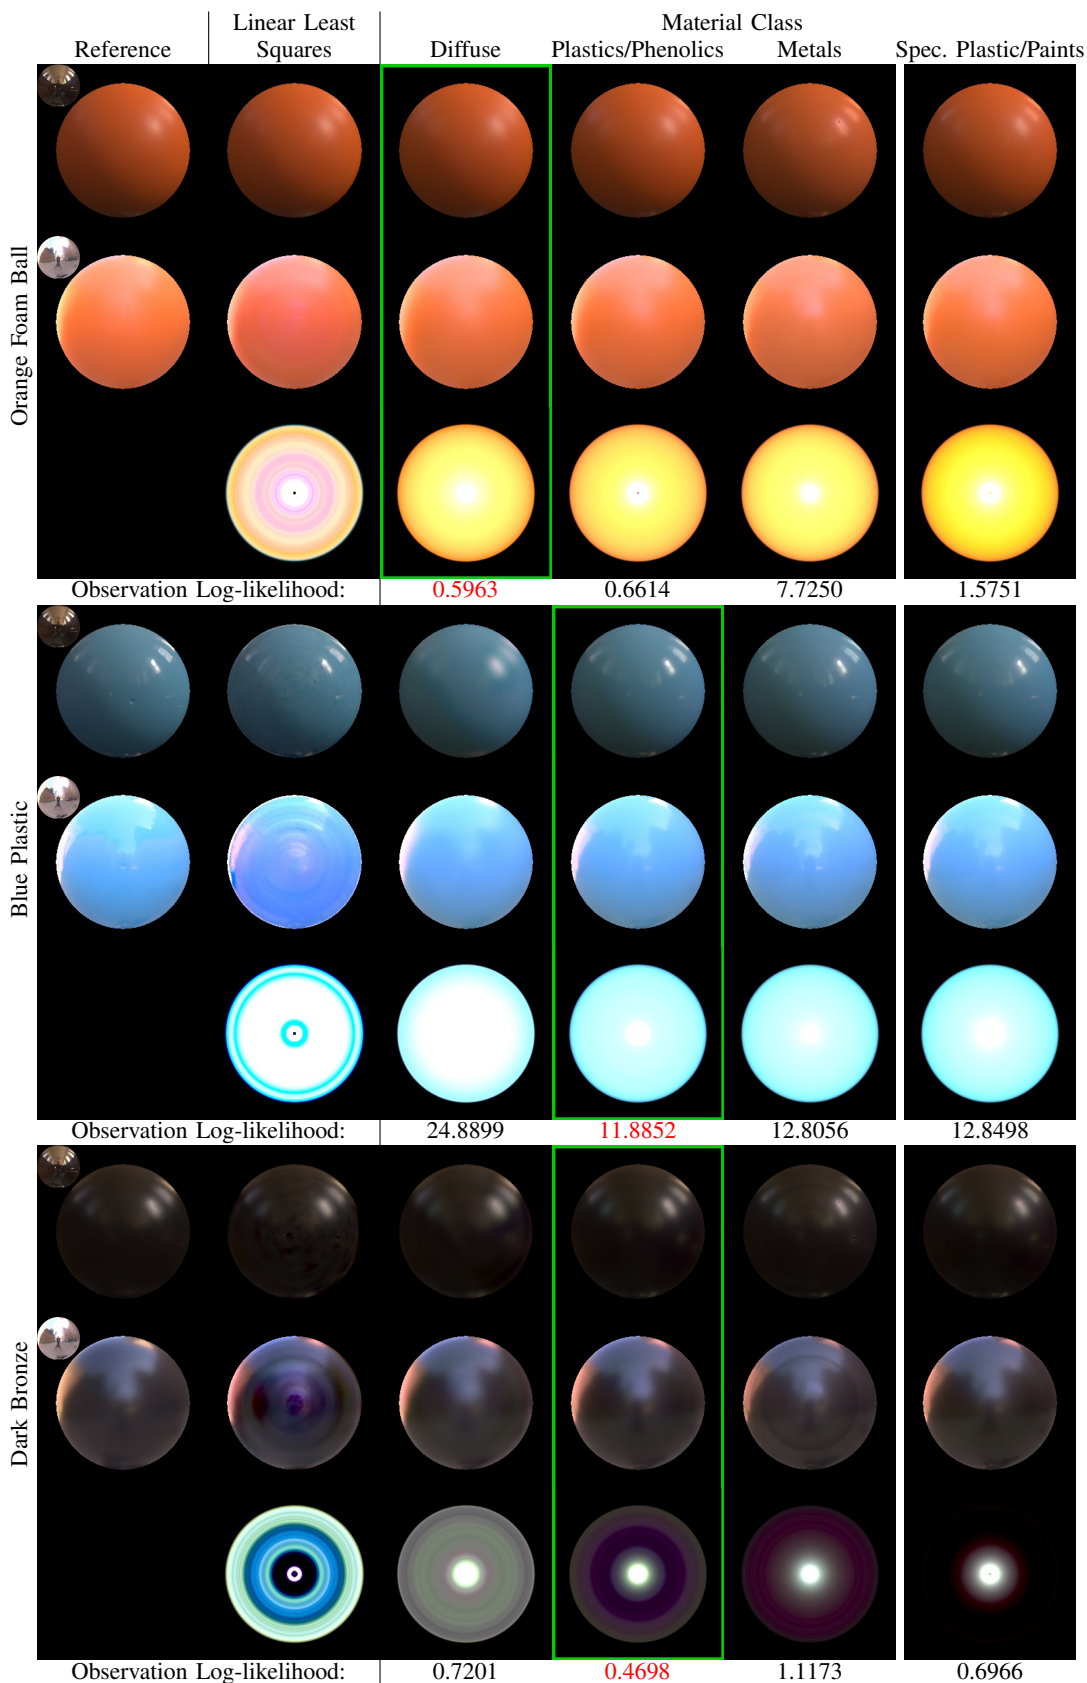 Linear Least
Material Class
Reference
Squares
Diffuse
Plastics/Phenolics
Metals
Spec. Plastic/Paints
Orange Foam Ball
Observation Log-likelihood:
0.5963
0.6614
7.7250
1.5751
Blue Plastic
Observation Log-likelihood:
24.8899
11.8852
12.8056
12.8498
Dark Bronze
Observation Log-likelihood:
0.7201
0.4698
1.1173
0.6966